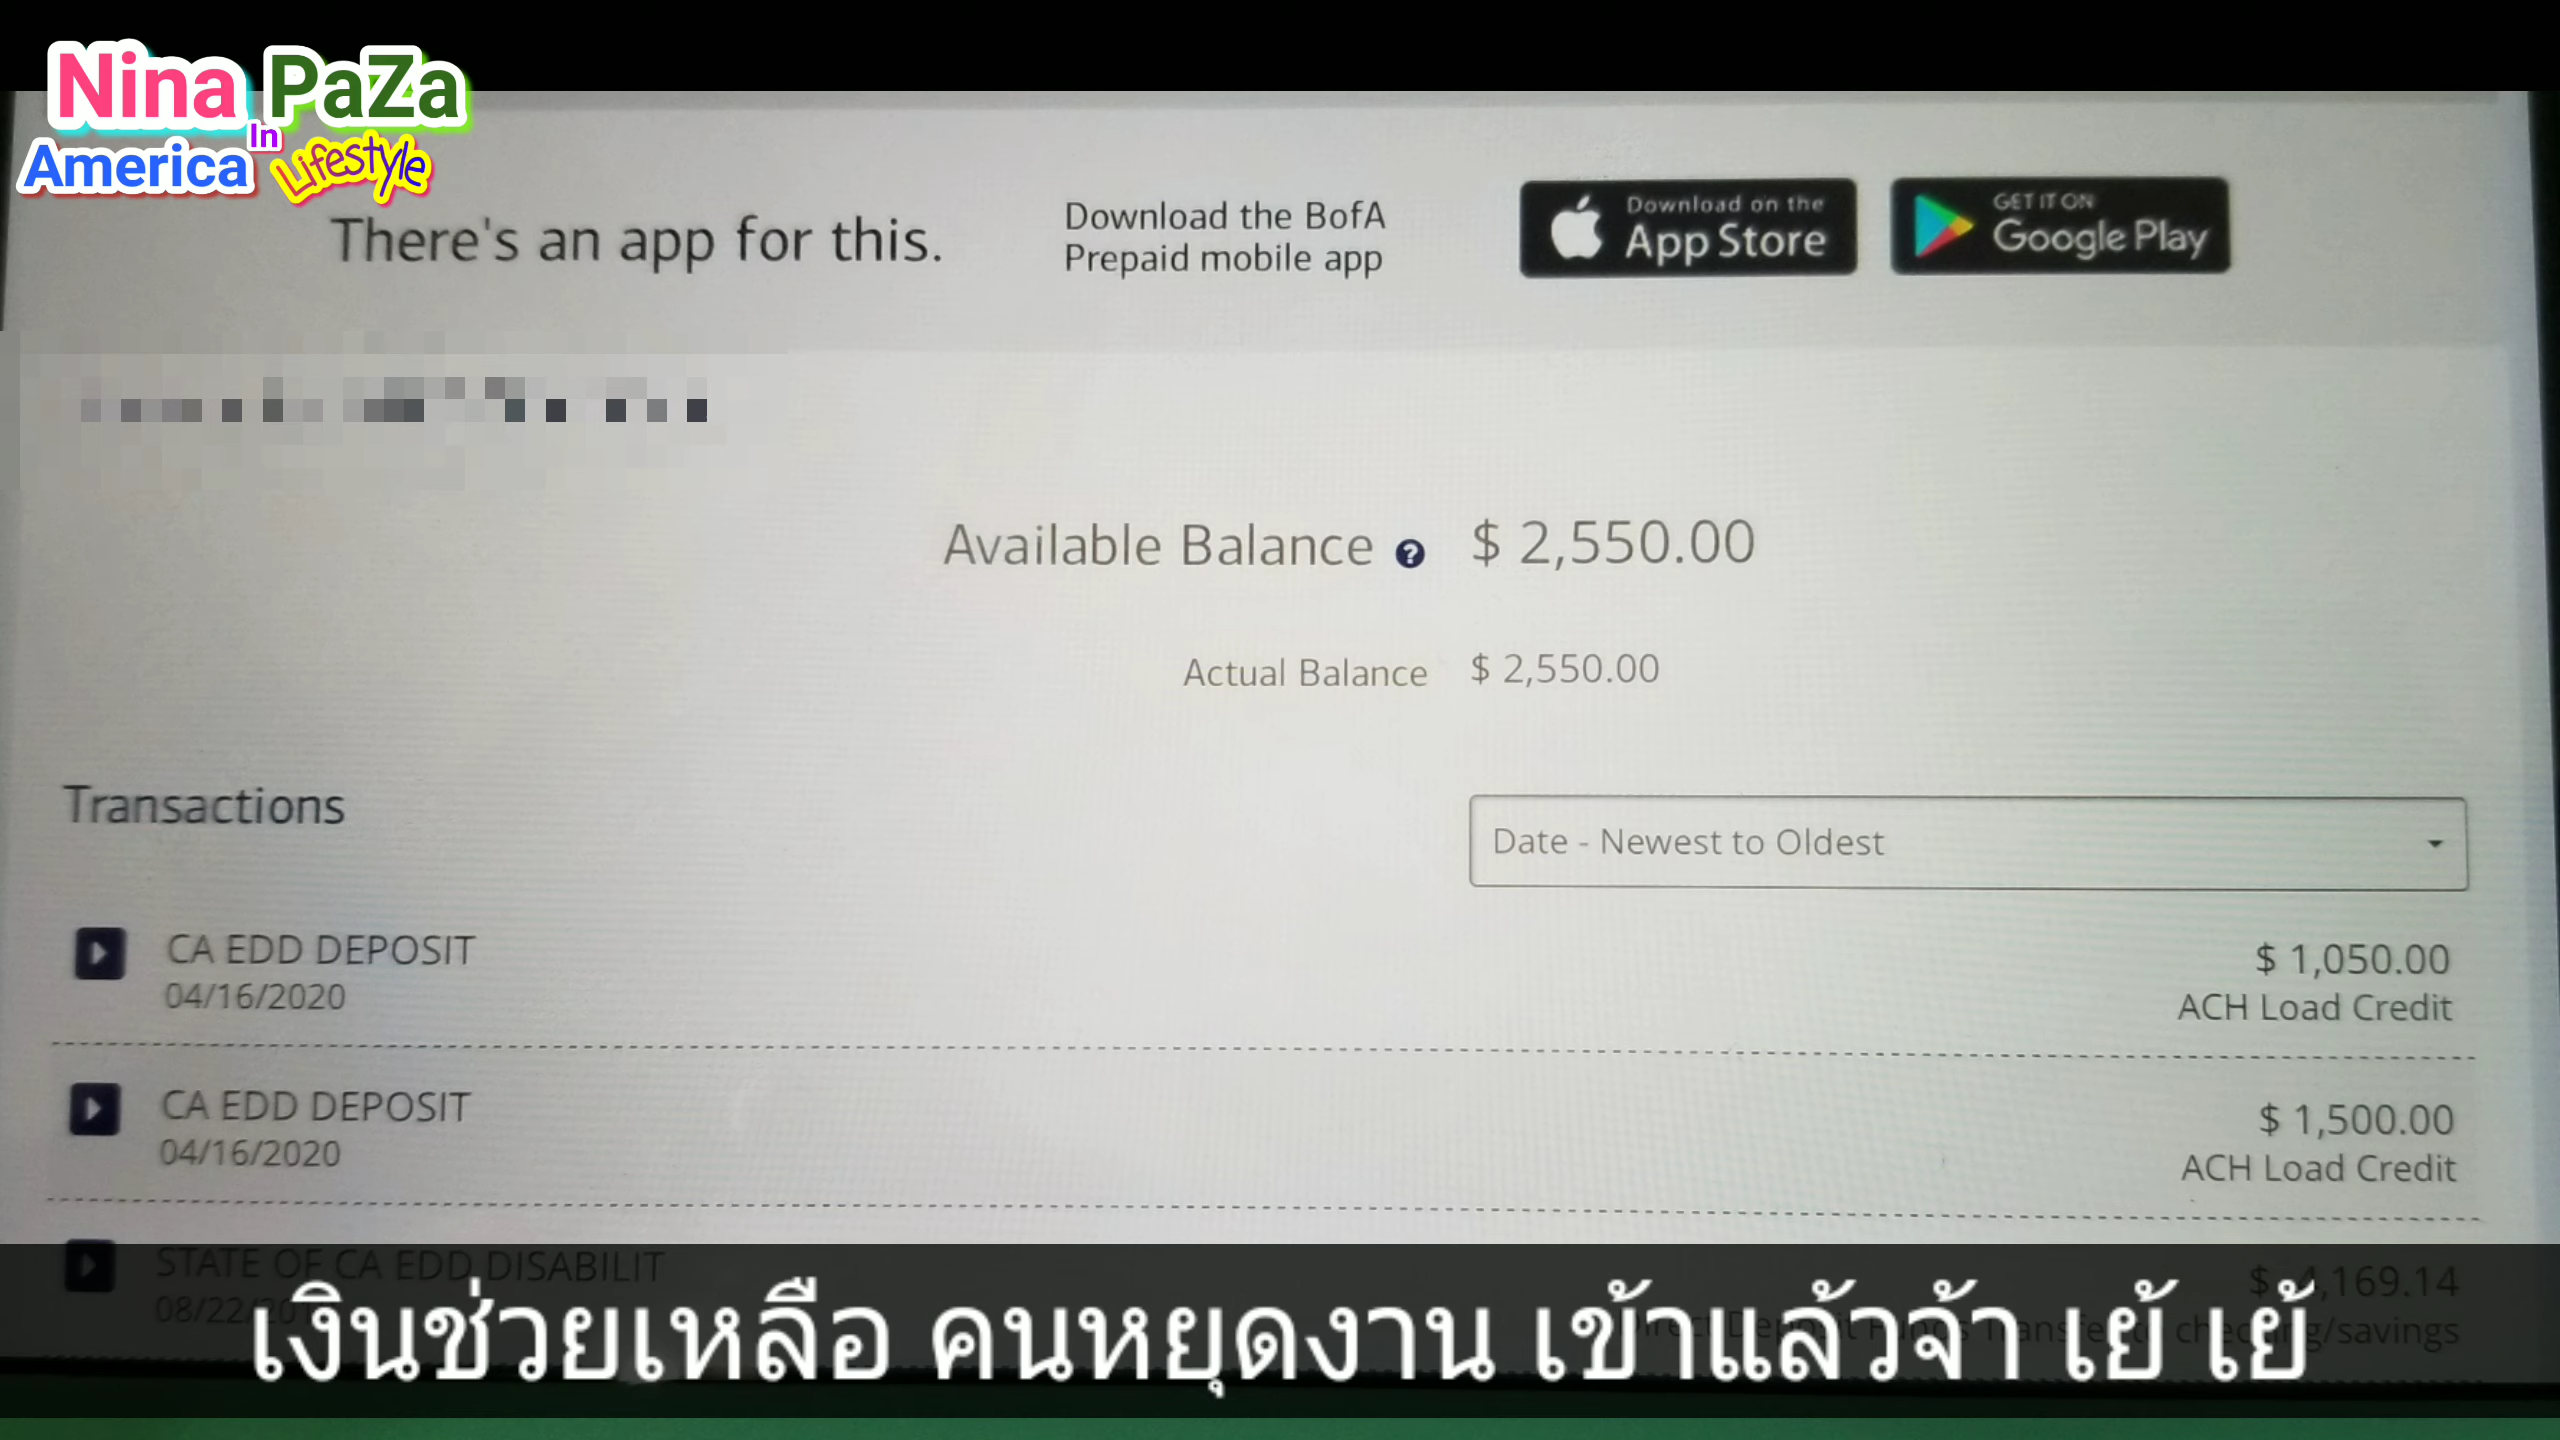 Nina PaZa
In
America Lifestyle
There's an app for this.
Download the BofA
Prepaid mobile app
Download on the
App Store
GET IT ON
Google Play
Available Balance ? $ 2,550.00
Actual Balance $ 2,550.00
Transactions
Date - Newest to Oldest
CA EDD DEPOSIT
$ 1,050.00
04/16/2020
ACH Load Credit
CA EDD DEPOSIT
$ 1,500.00
04/16/2020
ACH Load Credit
STATE OF CA EDD DISABILIT
08/22/
เงินช่วยเหลือ คนหยุดงาน เข้าแล้วจ้า เย้ เย้